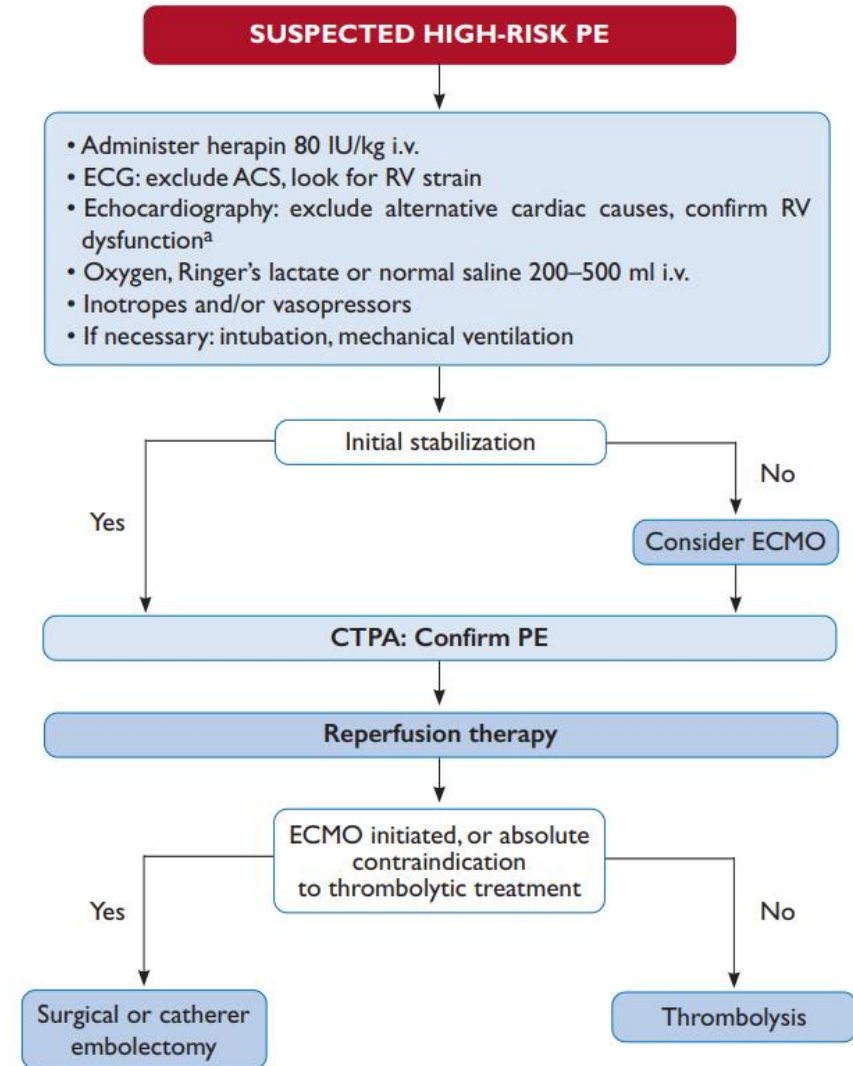 SUSPECTED HIGH-RISK PE
• Administer herapin 80 IU/kg i.v.
• ECG: exclude ACS, look for RV strain
• Echocardiography: exclude alternative cardiac causes, confirm RV
dysfunctionᵃ
• Oxygen, Ringer's lactate or normal saline 200–500 ml i.v.
• Inotropes and/or vasopressors
• If necessary: intubation, mechanical ventilation
Initial stabilization
Yes
No
Consider ECMO
CTPA: Confirm PE
Reperfusion therapy
ECMO initiated, or absolute
contraindication
to thrombolytic treatment
Yes
No
Surgical or catherer
embolectomy
Thrombolysis